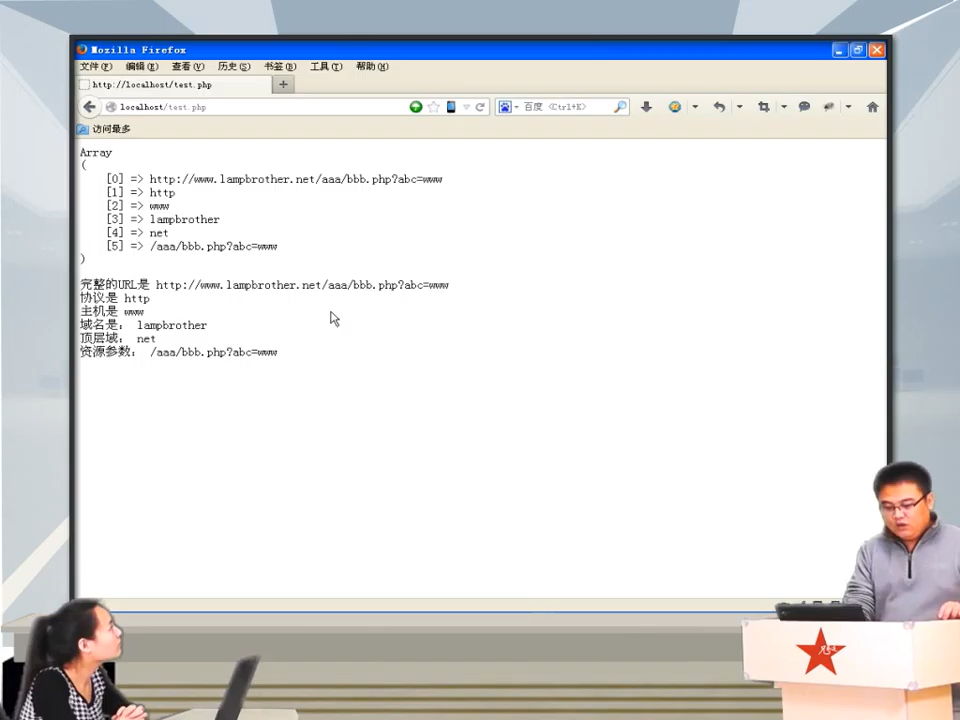 Mozilla Firefox
文件(F) 编辑(E) 查看(V) 历史(S) 书签(B) 工具(T) 帮助(H)
http://localhost/test.php
localhost/test.php
百度 <Ctrl+K>
访问最多
Array
(
[0] => http://www.lampbrother.net/aaa/bbb.php?abc=www
[1] => http
[2] => www
[3] => lampbrother
[4] => net
[5] => /aaa/bbb.php?abc=www
)
完整的URL是 http://www.lampbrother.net/aaa/bbb.php?abc=www
协议是 http
主机是 www
域名是： lampbrother
顶层域： net
资源参数： /aaa/bbb.php?abc=www